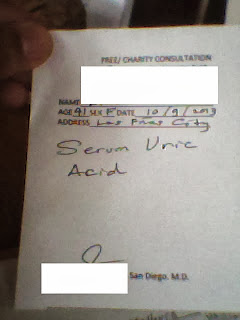 FREE/ CHARITY CONSULTATION
NAME
AGE 41 SEX F DATE 10/9/2013
ADDRESS Las Piñas City
Serum Uric
Acid
San Diego, M.D.